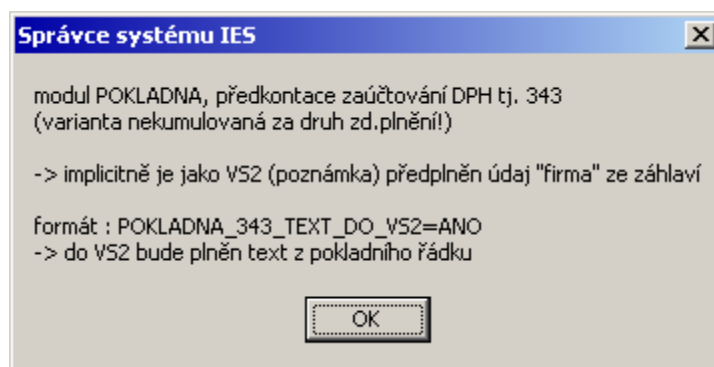 Správce systému IES
modul POKLADNA, předkontace zaúčtování DPH tj. 343
(varianta nekumulovaná za druh zd.plnění!)
-> implicitně je jako VS2 (poznámka) předplněn údaj "firma" ze záhlaví
formát : POKLADNA_343_TEXT_DO_VS2=ANO
-> do VS2 bude plněn text z pokladního řádku
OK